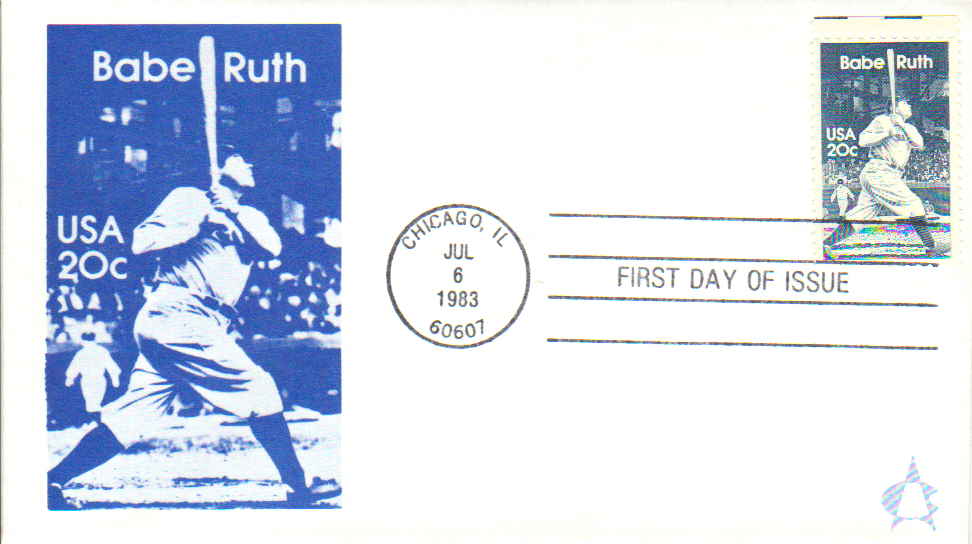 Babe Ruth
USA
20c
Babe Ruth
USA
20c
CHICAGO, IL
JUL
6
1983
60607
FIRST DAY OF ISSUE